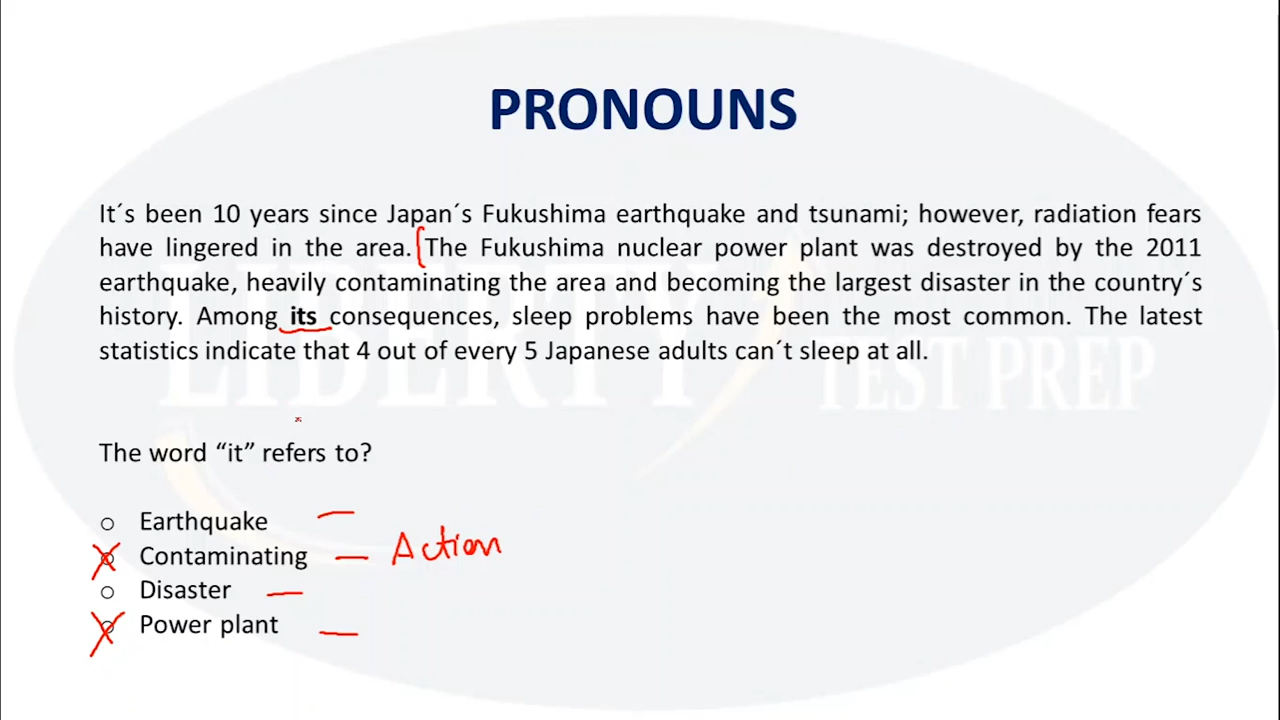 PRONOUNS
It´s been 10 years since Japan´s Fukushima earthquake and tsunami; however, radiation fears
have lingered in the area. The Fukushima nuclear power plant was destroyed by the 2011
earthquake, heavily contaminating the area and becoming the largest disaster in the country´s
history. Among its consequences, sleep problems have been the most common. The latest
statistics indicate that 4 out of every 5 Japanese adults can´t sleep at all.
LIBERTY
TEST PREP
The word “it” refers to?
Earthquake
Contaminating Action
Disaster
Power plant